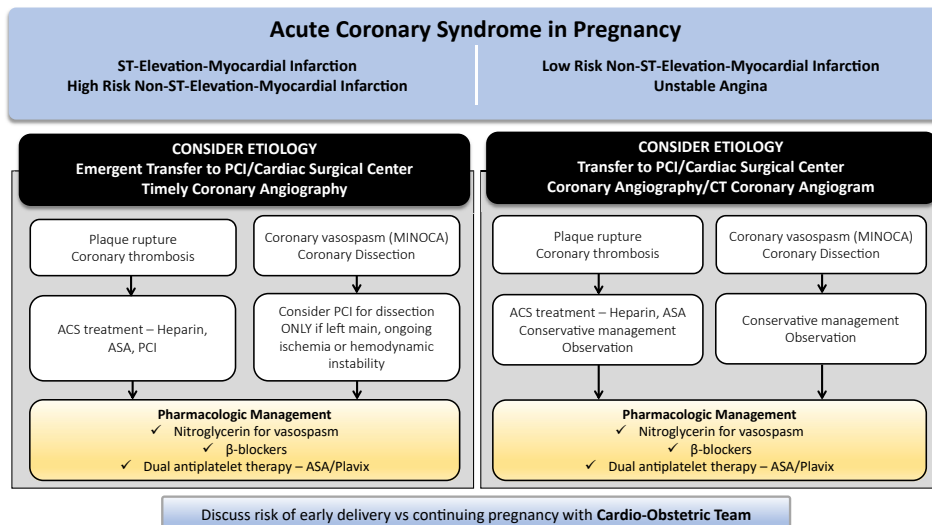 Acute Coronary Syndrome in Pregnancy
ST-Elevation-Myocardial Infarction
High Risk Non-ST-Elevation-Myocardial Infarction
Low Risk Non-ST-Elevation-Myocardial Infarction
Unstable Angina
CONSIDER ETIOLOGY
Emergent Transfer to PCI/Cardiac Surgical Center
Timely Coronary Angiography
Plaque rupture
Coronary thrombosis
Coronary vasospasm (MINOCA)
Coronary Dissection
ACS treatment – Heparin,
ASA, PCI
Consider PCI for dissection
ONLY if left main, ongoing
ischemia or hemodynamic
instability
Pharmacologic Management
✓ Nitroglycerin for vasospasm
✓ β-blockers
✓ Dual antiplatelet therapy – ASA/Plavix
CONSIDER ETIOLOGY
Transfer to PCI/Cardiac Surgical Center
Coronary Angiography/CT Coronary Angiogram
Plaque rupture
Coronary thrombosis
Coronary vasospasm (MINOCA)
Coronary Dissection
ACS treatment – Heparin, ASA
Conservative management
Observation
Conservative management
Observation
Pharmacologic Management
✓ Nitroglycerin for vasospasm
✓ β-blockers
✓ Dual antiplatelet therapy – ASA/Plavix
Discuss risk of early delivery vs continuing pregnancy with Cardio-Obstetric Team